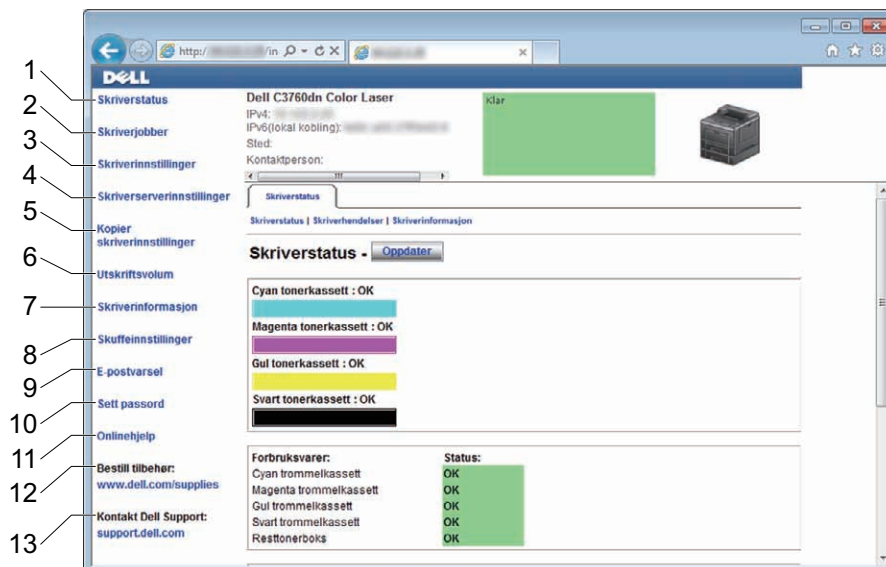 http:/ /in
DELL
1
2
3
4
5
6
7
8
9
10
11
12
13
Skriverstatus
Skriverjobber
Skriverinnstillinger
Skriverserverinnstillinger
Kopier
skriverinnstillinger
Utskriftsvolum
Skriverinformasjon
Skuffeinnstillinger
E-postvarsel
Sett passord
Onlinehjelp
Bestill tilbehør:
www.dell.com/supplies
Kontakt Dell Support:
support.dell.com
Dell C3760dn Color Laser
IPv4:
IPv6(lokal kobling):
Sted:
Kontaktperson:
Klar
Skriverstatus
Skriverstatus | Skriverhendelser | Skriverinformasjon
Skriverstatus - Oppdater
Cyan tonerkassett : OK
Magenta tonerkassett : OK
Gul tonerkassett : OK
Svart tonerkassett : OK
Forbruksvarer: Status:
Cyan trommelkassett OK
Magenta trommelkassett OK
Gul trommelkassett OK
Svart trommelkassett OK
Resttonerboks OK